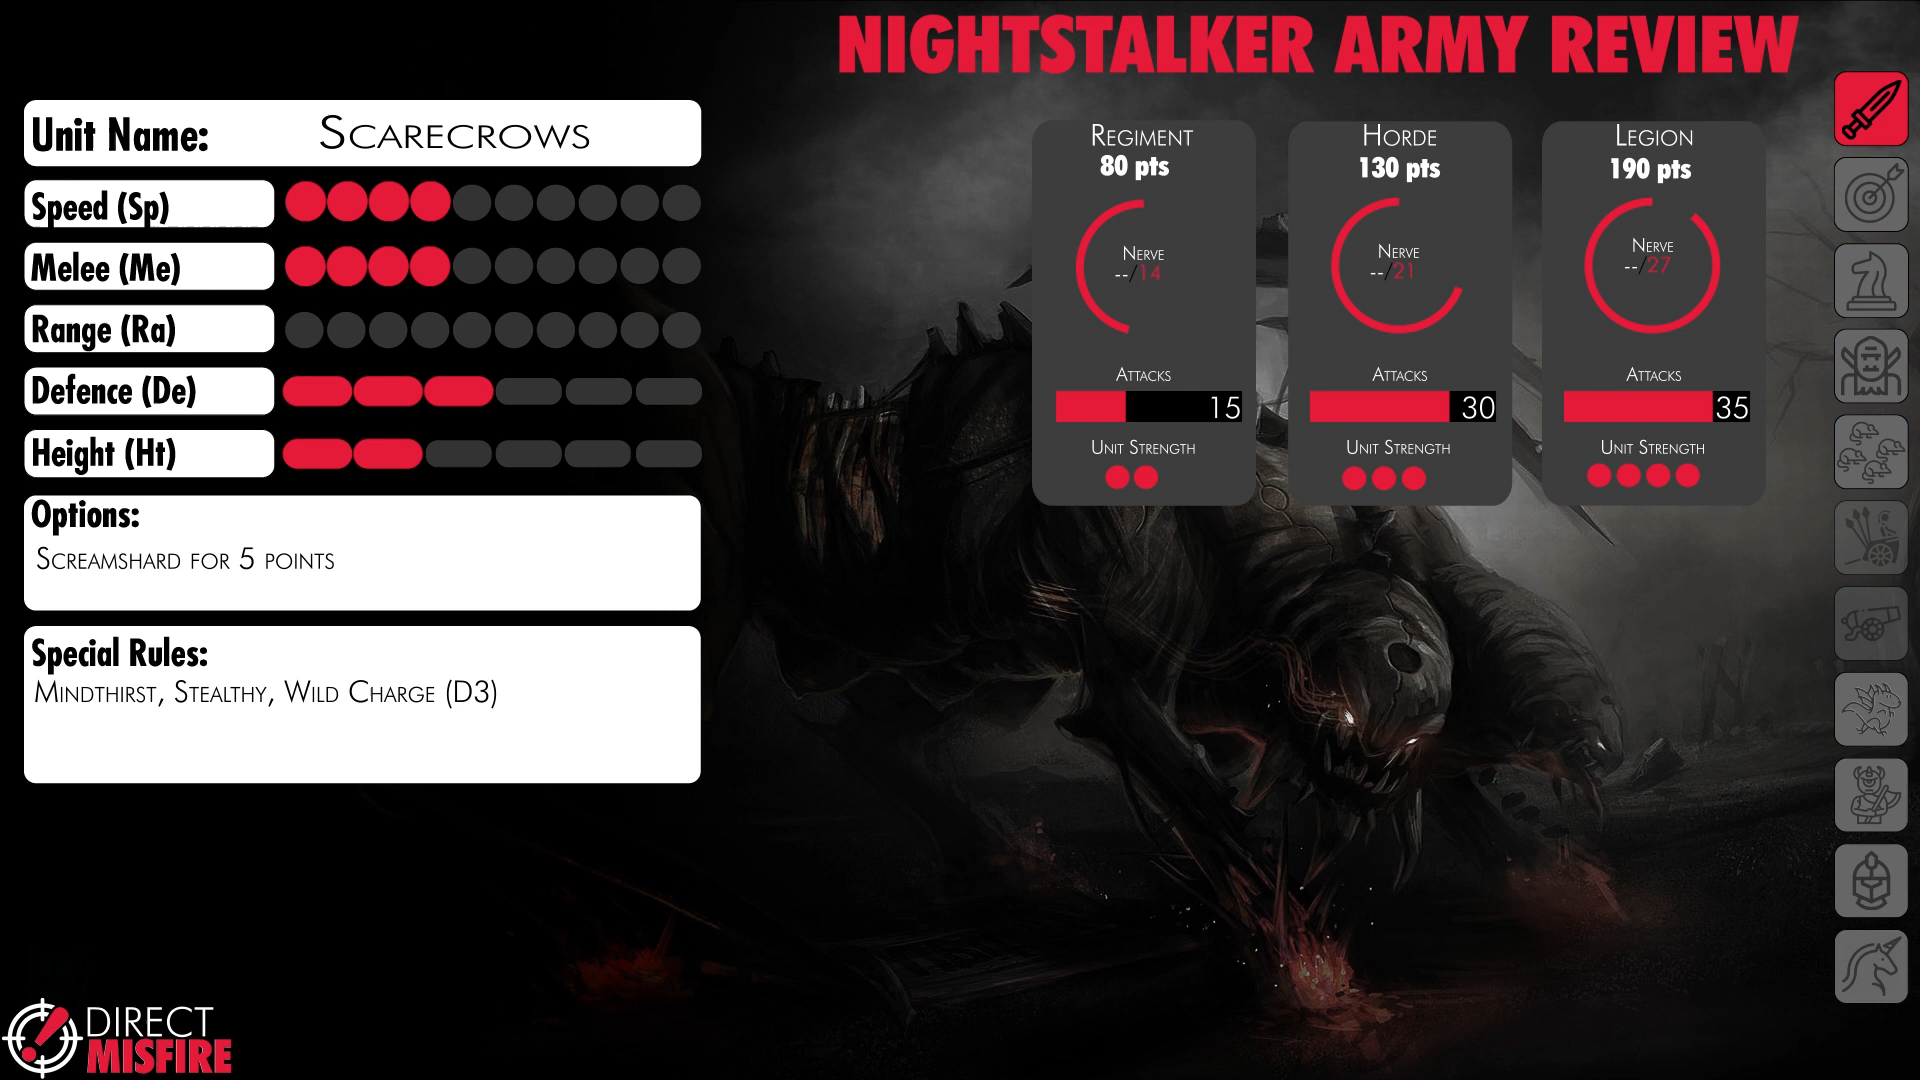 NIGHTSTALKER ARMY REVIEW
Unit Name: Scarecrows
Speed (Sp)
Melee (Me)
Range (Ra)
Defence (De)
Height (Ht)
Options:
Screamshard for 5 points
Special Rules:
Mindthirst, Stealthy, Wild Charge (D3)
Regiment
80 pts
Nerve
--/14
Attacks
15
Unit Strength
Horde
130 pts
Nerve
--/21
Attacks
30
Unit Strength
Legion
190 pts
Nerve
--/27
Attacks
35
Unit Strength
DIRECT
MISFIRE